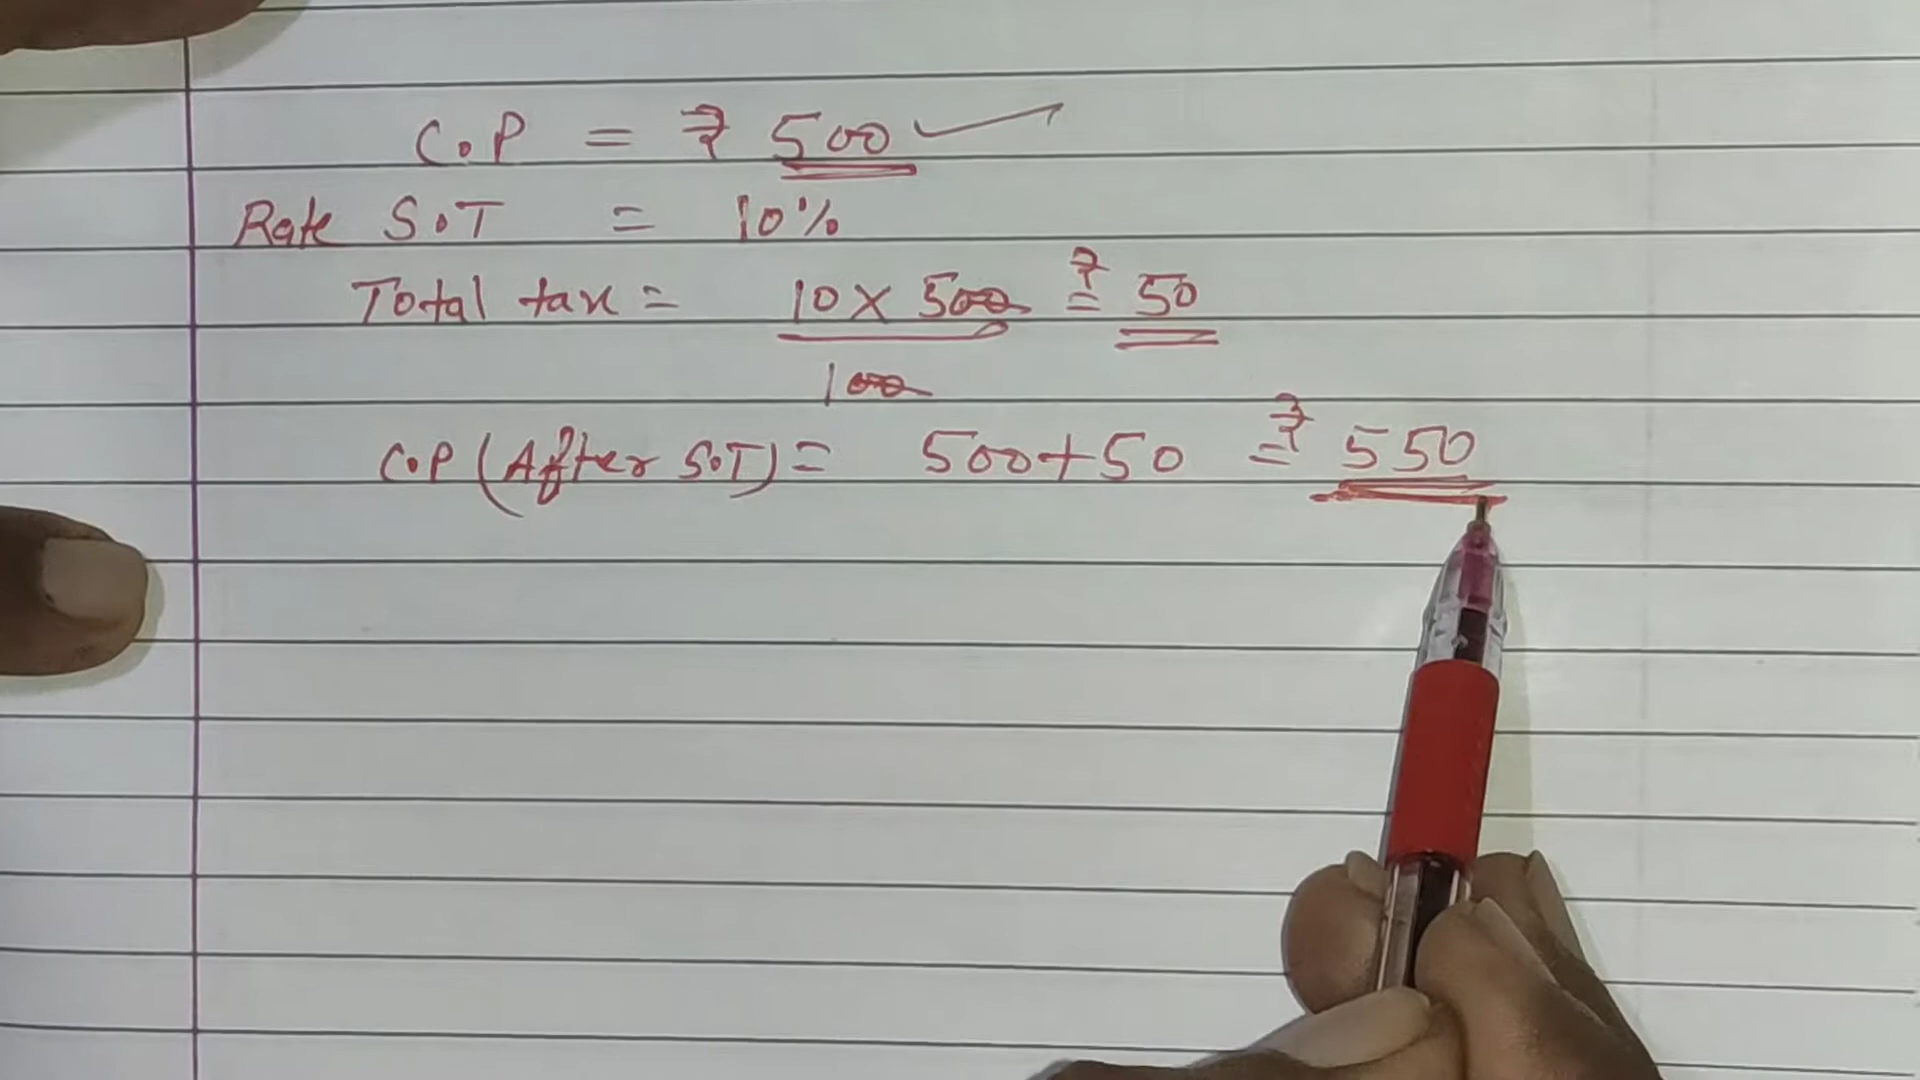 C.P = ₹ 500
Rate S.T = 10%
Total tax = 10 x 500 = ₹ 50
100
C.P (After S.T) = 500 + 50 = ₹ 550